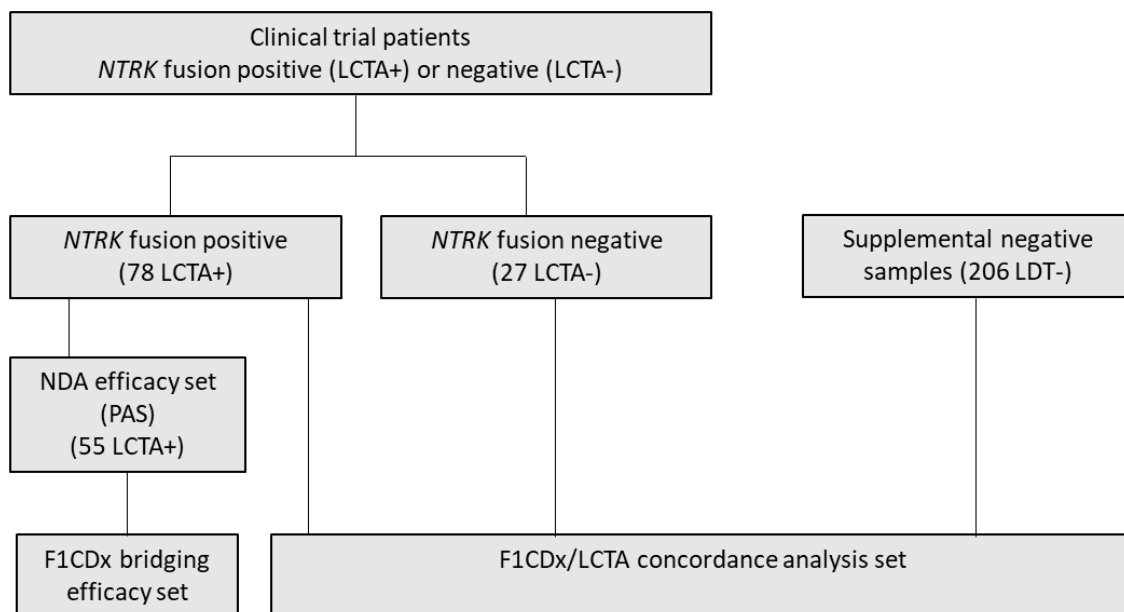 Clinical trial patients
NTRK fusion positive (LCTA+) or negative (LCTA-)
NTRK fusion positive
(78 LCTA+)
NTRK fusion negative
(27 LCTA-)
Supplemental negative
samples (206 LDT-)
NDA efficacy set
(PAS)
(55 LCTA+)
F1CDx bridging
efficacy set
F1CDx/LCTA concordance analysis set